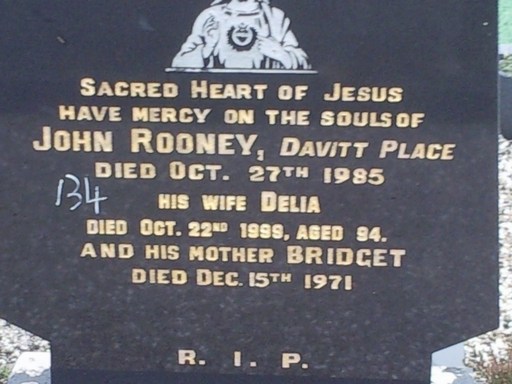 SACRED HEART OF JESUS
HAVE MERCY ON THE SOULS OF
JOHN ROONEY, DAVITT PLACE
DIED OCT. 27TH 1985
134
HIS WIFE DELIA
DIED OCT. 22ND 1999, AGED 94.
AND HIS MOTHER BRIDGET
DIED DEC. 15TH 1971
R. I. P.